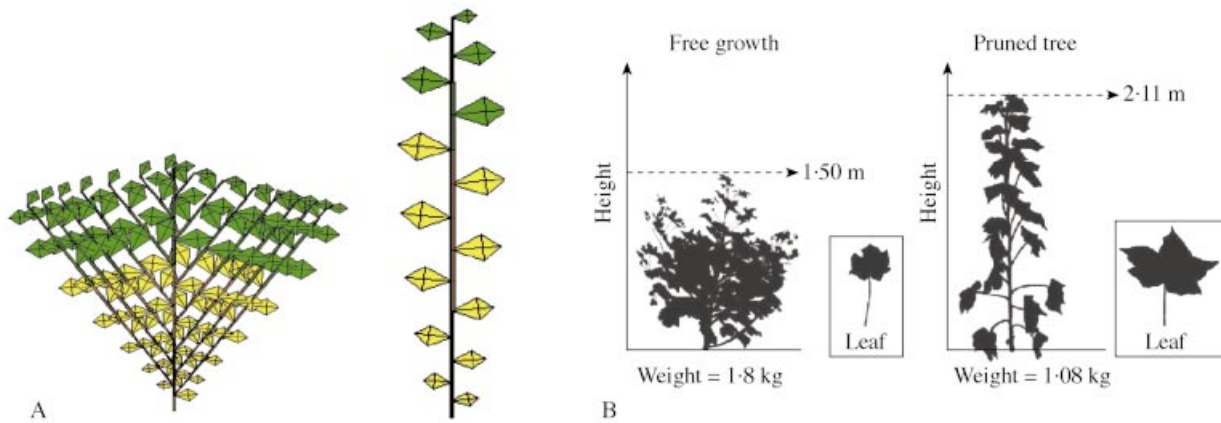 A
B
Free growth
Height
1·50 m
Leaf
Weight = 1·8 kg
Pruned tree
Height
2·11 m
Leaf
Weight = 1·08 kg